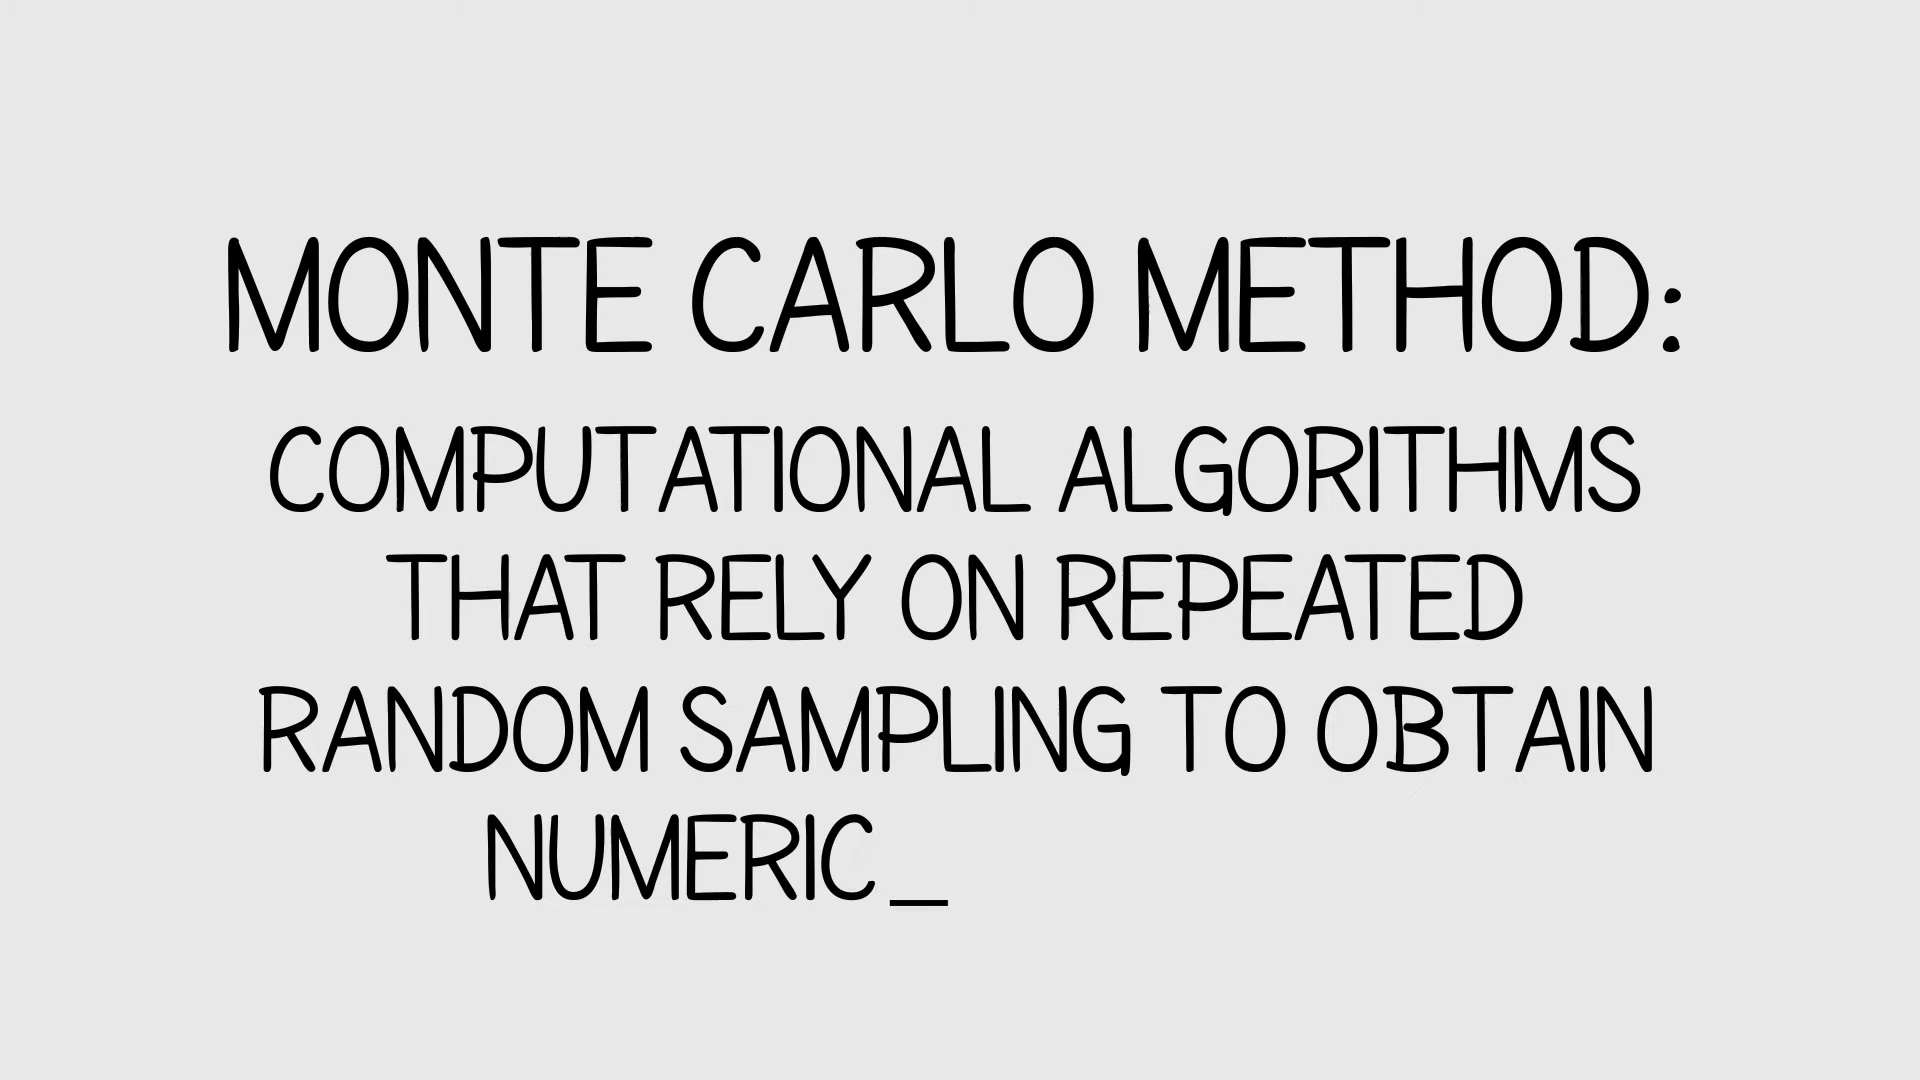 MONTE CARLO METHOD:
COMPUTATIONAL ALGORITHMS
THAT RELY ON REPEATED
RANDOM SAMPLING TO OBTAIN
NUMERIC_